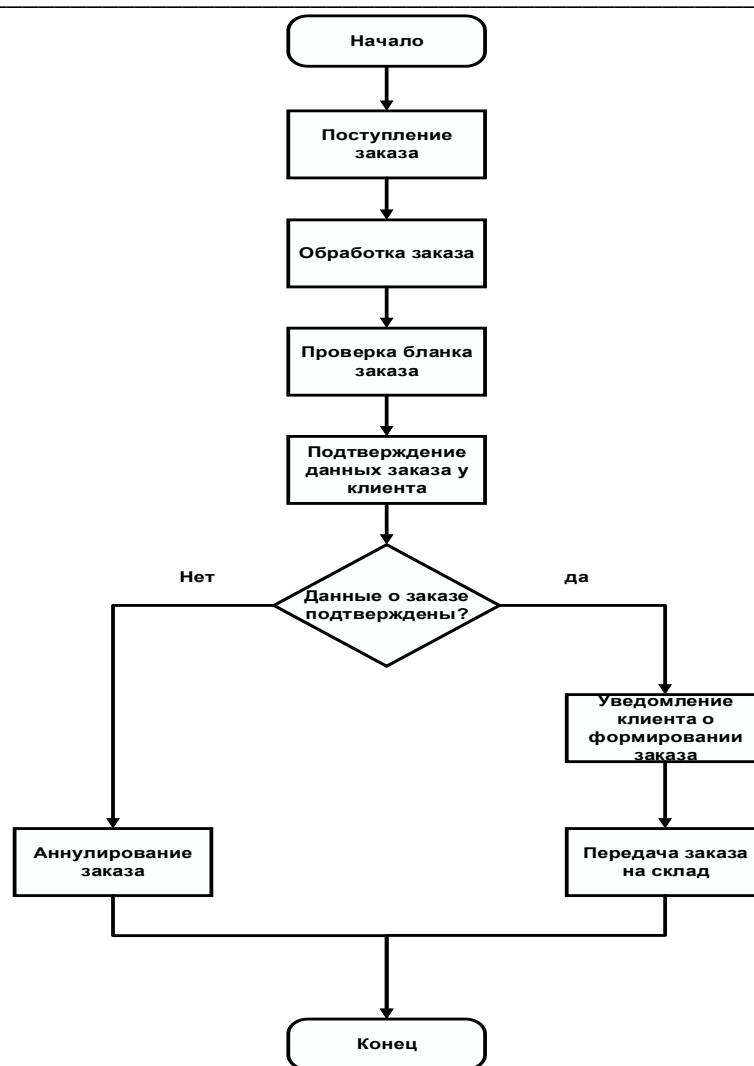 Начало
Поступление
заказа
Обработка заказа
Проверка бланка
заказа
Подтверждение
данных заказа у
клиента
Нет
да
Данные о заказе
подтверждены?
Уведомление
клиента о
формировании
заказа
Аннулирование
заказа
Передача заказа
на склад
Конец